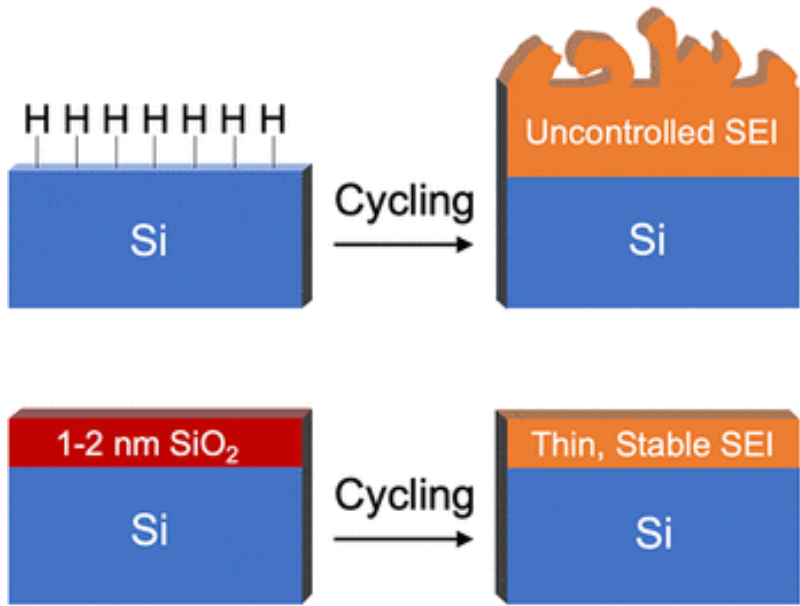 H H H H H H H
Uncontrolled SEI
Si
Cycling
Si
1-2 nm SiO₂
Thin, Stable SEI
Si
Cycling
Si